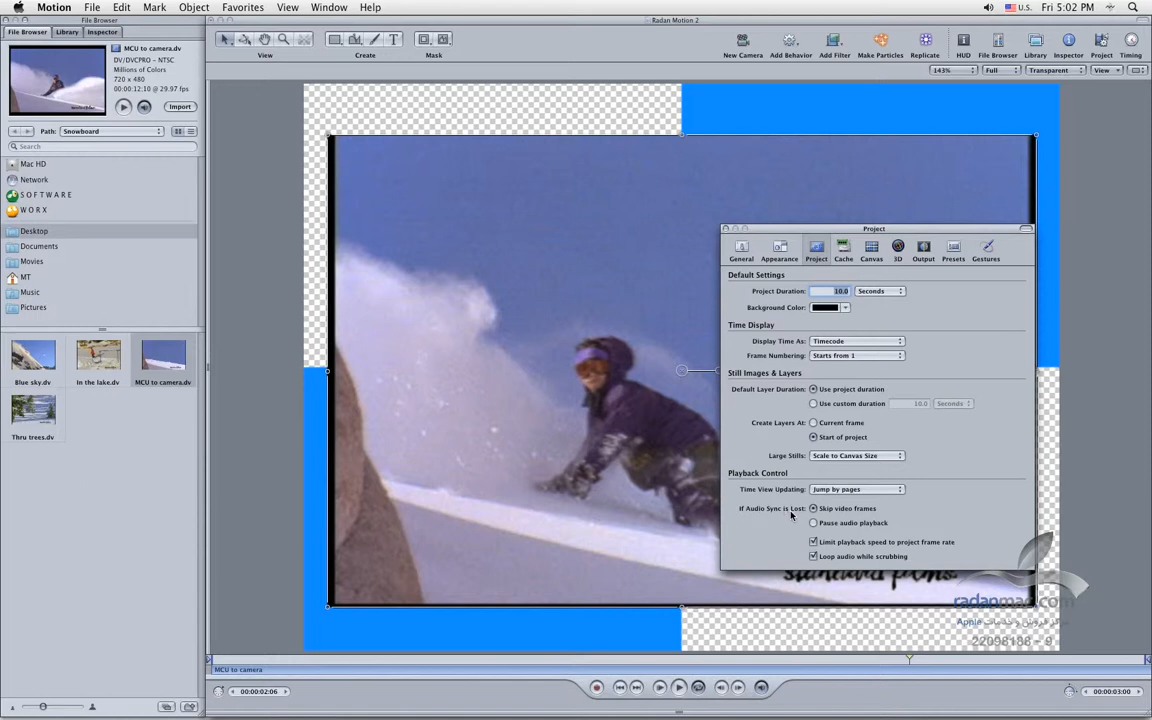 Motion File Edit Mark Object Favorites View Window Help
U.S. Fri 5:02 PM
File Browser
Radan Motion 2
File Browser Library Inspector
MCU to camera.dv
DV/DVCPRO - NTSC
Millions of Colors
720 x 480
00:00:12:10 @ 29.97 fps
Import
Path: Snowboard
Search
Mac HD
Network
SOFTWARE
WORX
Desktop
Documents
Movies
MT
Music
Pictures
Blue sky.dv In the lake.dv MCU to camera.dv
Thru trees.dv
View Create Mask
New Camera Add Behavior Add Filter Make Particles Replicate HUD File Browser Library Inspector Project Timing
143% Full Transparent View
Project
General Appearance Project Cache Canvas 3D Output Presets Gestures
Default Settings
Project Duration: 10.0 Seconds
Background Color:
Time Display
Display Time As: Timecode
Frame Numbering: Starts from 1
Still Images & Layers
Default Layer Duration: Use project duration
Use custom duration 10.0 Seconds
Create Layers At: Current frame
Start of project
Large Stills: Scale to Canvas Size
Playback Control
Time View Updating: Jump by pages
If Audio Sync is Lost: Skip video frames
Pause audio playback
Limit playback speed to project frame rate
Loop audio while scrubbing
standard films
radanmac.com
مرکز فروش و خدمات Apple
22098188 - 9
MCU to camera
00:00:02:06
00:00:03:00